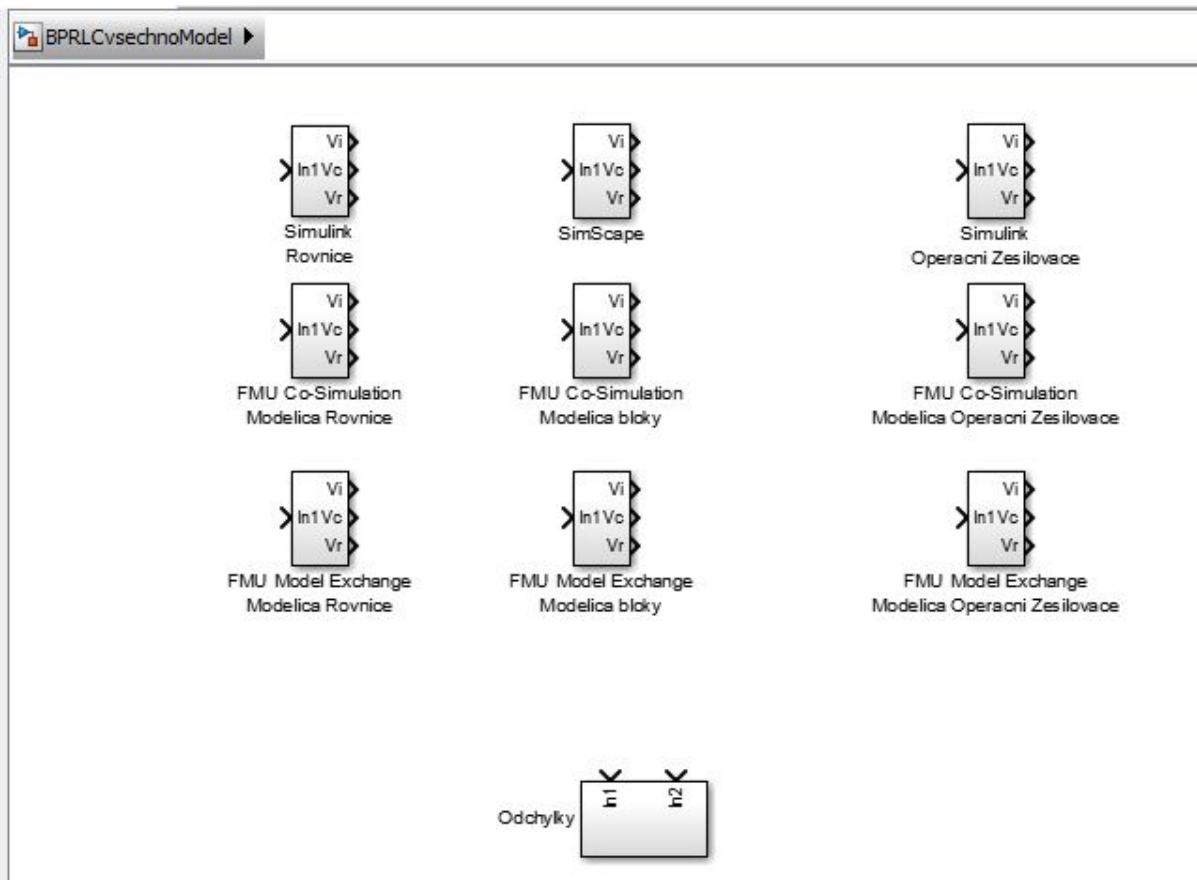 BPRLCvsechnoModel
Vi
In1 Vc
Vr
Simulink
Rovnice
Vi
In1 Vc
Vr
SimScape
Vi
In1 Vc
Vr
Simulink
Operacni Zesilovace
Vi
In1 Vc
Vr
FMU Co-Simulation
Modelica Rovnice
Vi
In1 Vc
Vr
FMU Co-Simulation
Modelica bloky
Vi
In1 Vc
Vr
FMU Co-Simulation
Modelica Operacni Zesilovace
Vi
In1 Vc
Vr
FMU Model Exchange
Modelica Rovnice
Vi
In1 Vc
Vr
FMU Model Exchange
Modelica bloky
Vi
In1 Vc
Vr
FMU Model Exchange
Modelica Operacni Zesilovace
Odchylky
In1
In2